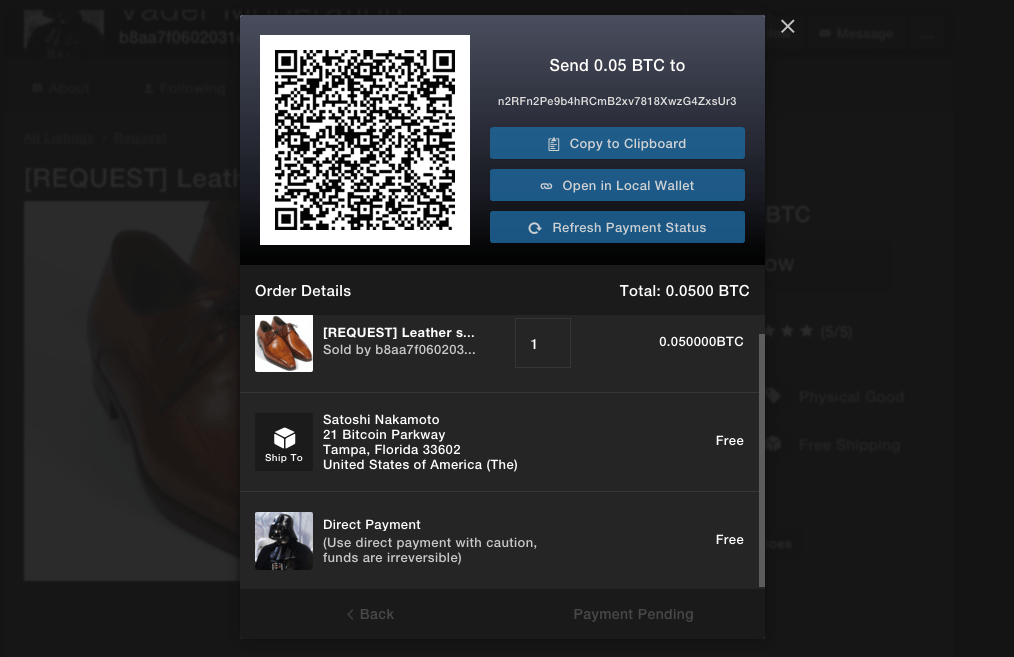 Vader Moderation
b8aa7f0602031
Message
...
About
Following
All Listings
Request
[REQUEST] Leath
BTC
OW
(5/5)
Physical Good
Free Shipping
oes
Send 0.05 BTC to
n2RFn2Pe9b4hRCmB2xv7818XwzG4ZxsUr3
Copy to Clipboard
Open in Local Wallet
Refresh Payment Status
Order Details
Total: 0.0500 BTC
[REQUEST] Leather s...
Sold by b8aa7f060203...
1
0.050000BTC
Ship To
Satoshi Nakamoto
21 Bitcoin Parkway
Tampa, Florida 33602
United States of America (The)
Free
Direct Payment
(Use direct payment with caution,
funds are irreversible)
Free
< Back
Payment Pending